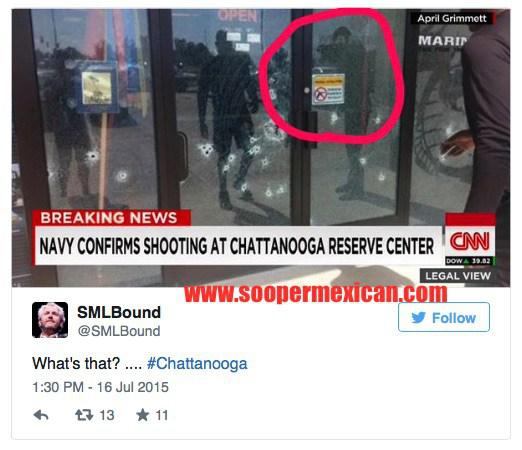 April Grimmett
OPEN
MARIN
BREAKING NEWS
NAVY CONFIRMS SHOOTING AT CHATTANOOGA RESERVE CENTER
CNN
DOW ▲ 39.82
LEGAL VIEW
www.soopermexican.com
SMLBound
@SMLBound
Follow
What's that? .... #Chattanooga
1:30 PM - 16 Jul 2015
13
11